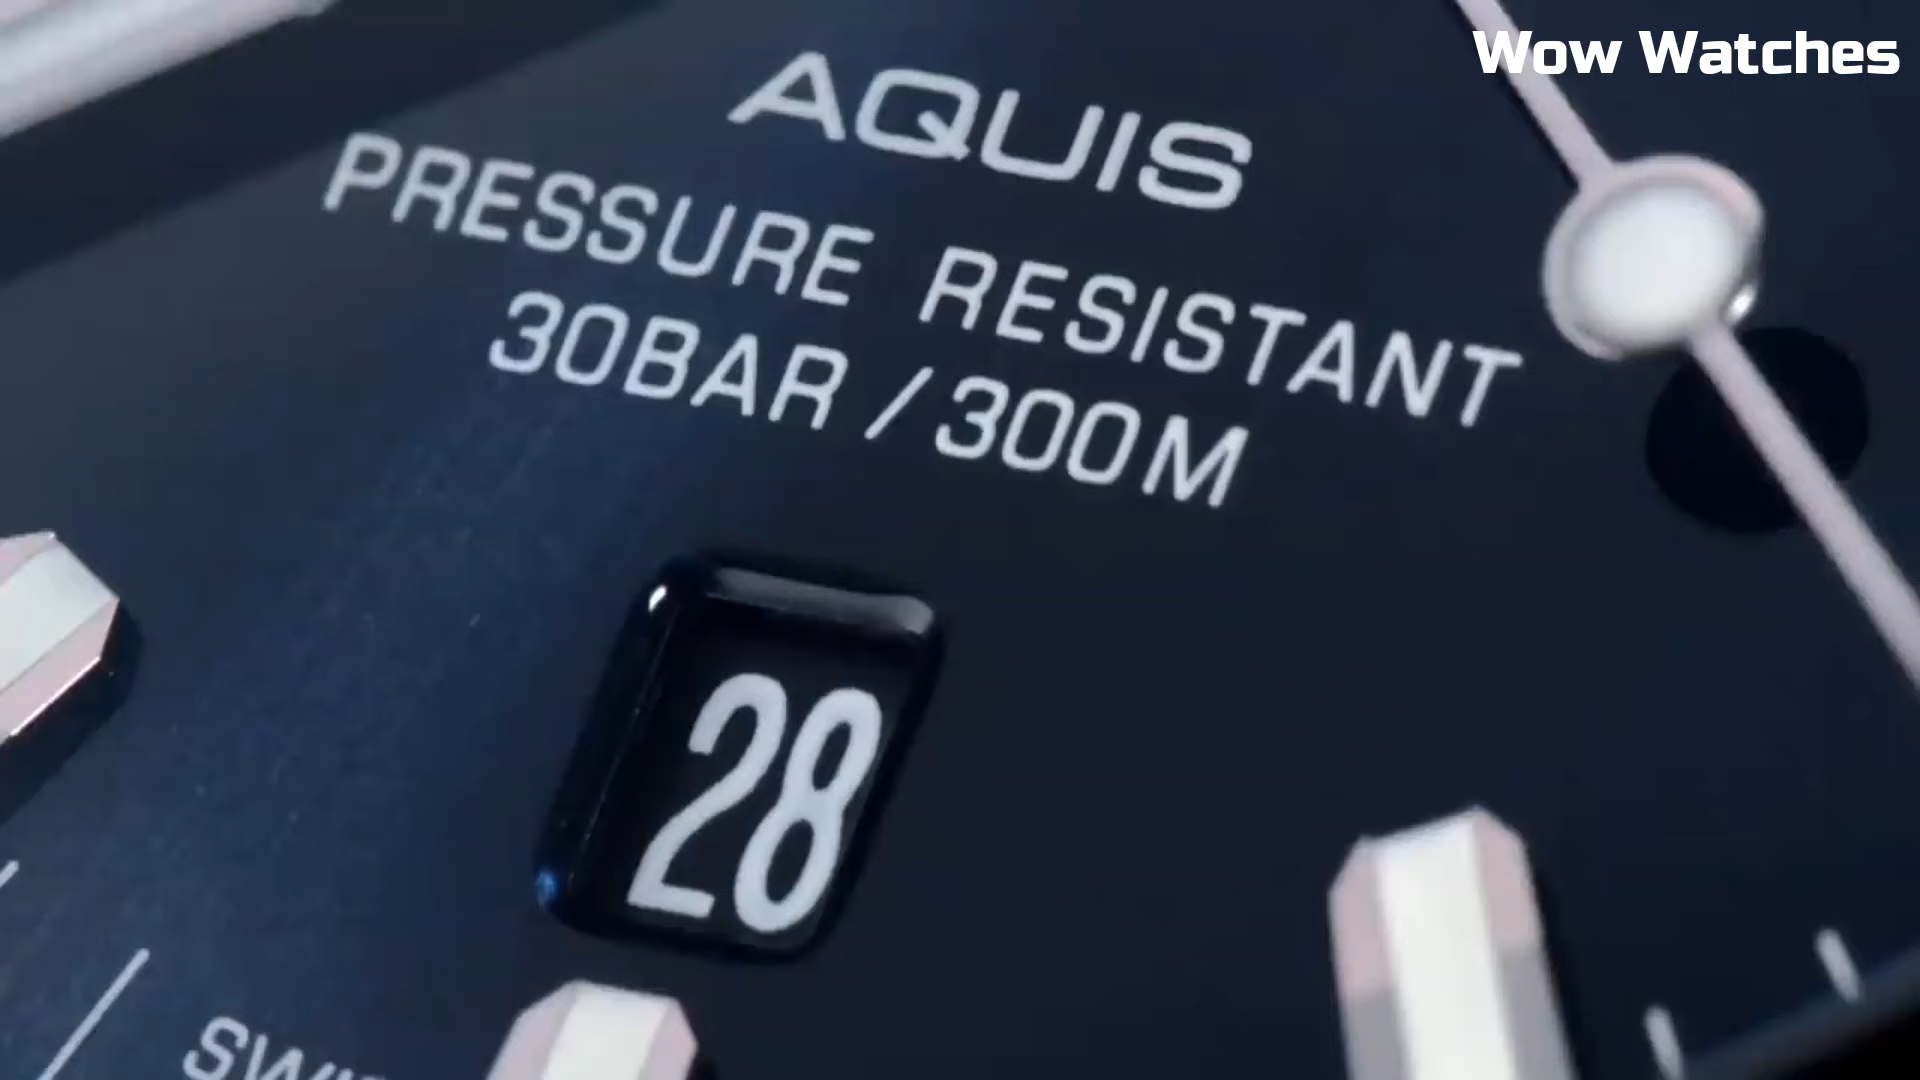 Wow Watches
AQUIS
PRESSURE RESISTANT
30BAR/300M
28